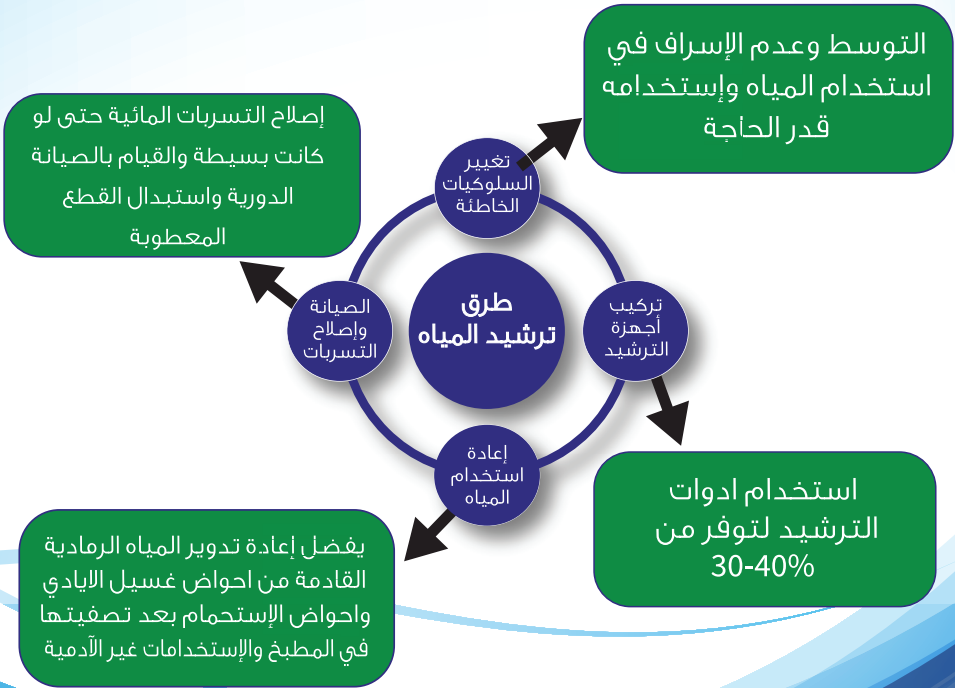 طرق
ترشيد المياه
تغيير
السلوكيات
الخاطئة
التوسط وعدم الإسراف في
استخدام المياه وإستخدامه
قدر الحاجة
تركيب
أجهزة
الترشيد
استخدام ادوات
الترشيد لتوفر من
30-40%
إعادة
استخدام
المياه
يفضل إعادة تدوير المياه الرمادية
القادمة من احواض غسيل الايادي
واحواض الإستحمام بعد تصفيتها
في المطبخ والإستخدامات غير الآدمية
الصيانة
وإصلاح
التسربات
إصلاح التسربات المائية حتى لو
كانت بسيطة والقيام بالصيانة
الدورية واستبدال القطع
المعطوبة